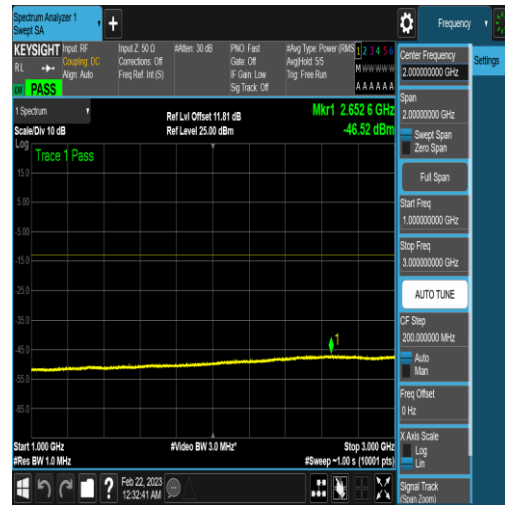 Spectrum Analyzer 1
Swept SA
+
Frequency
KEYSIGHT
RL
PASS
Input: RF
Coupling: DC
Align: Auto
Input Z: 50 Ω
Corrections: Off
Freq Ref: Int (S)
#Atten: 30 dB
PNO: Fast
Gate: Off
IF Gain: Low
Sig Track: Off
#Avg Type: Power (RMS
Avg|Hold: 5/5
Trig: Free Run
1 2 3 4 5 6
M W W W W W
A A A A A A
1 Spectrum
Scale/Div 10 dB
Ref Lvl Offset 11.81 dB
Ref Level 25.00 dBm
Mkr1 2.652 6 GHz
-46.52 dBm
Log
Trace 1 Pass
15.0
5.00
-5.00
-15.0
-25.0
-35.0
-45.0
-55.0
-65.0
1
Start 1.000 GHz
#Res BW 1.0 MHz
#Video BW 3.0 MHz*
Stop 3.000 GHz
#Sweep ~1.00 s (10001 pts)
Feb 22, 2023
12:32:41 AM
?
Center Frequency
2.000000000 GHz
Settings
Span
2.00000000 GHz
Swept Span
Zero Span
Full Span
Start Freq
1.000000000 GHz
Stop Freq
3.000000000 GHz
AUTO TUNE
CF Step
200.000000 MHz
Auto
Man
Freq Offset
0 Hz
X Axis Scale
Log
Lin
Signal Track
(Span Zoom)